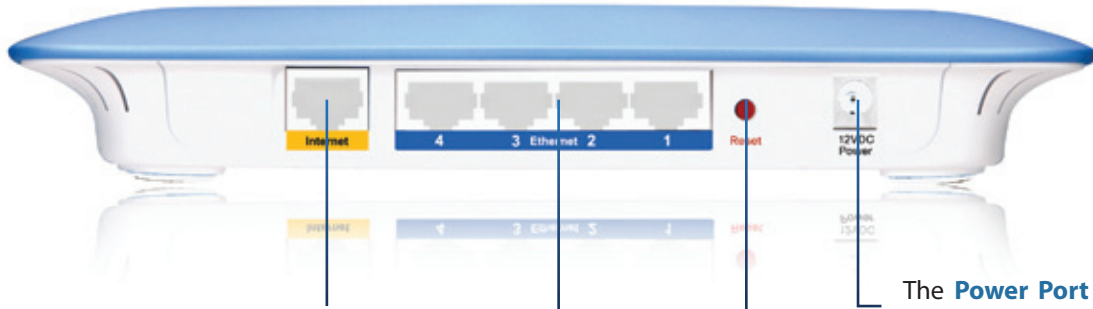 Internet
4 3 Ethernet 2 1
Reset
12VDC
Power
The Power Port